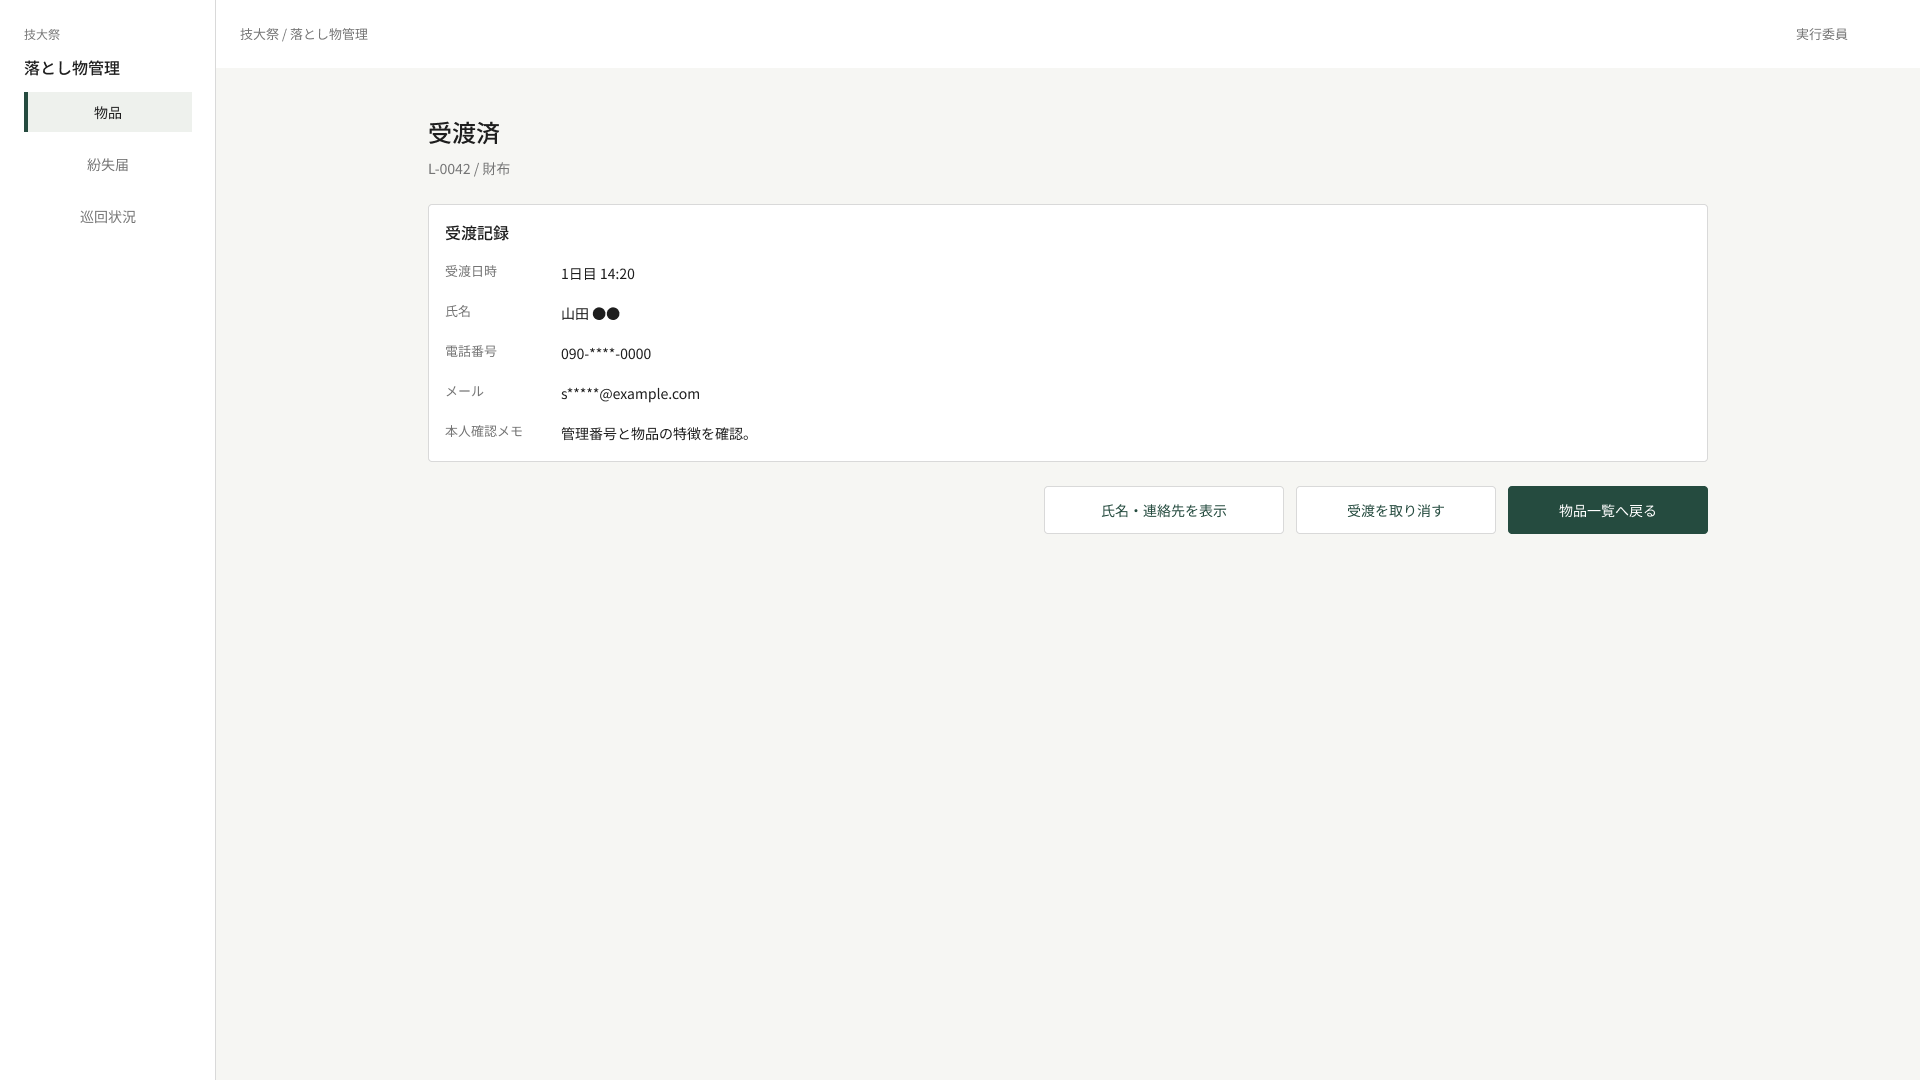 技大祭
落とし物管理
物品
紛失届
巡回状況
技大祭 / 落とし物管理
実行委員
受渡済
L-0042 / 財布
受渡記録
受渡日時 1日目 14:20
氏名 山田 ●●
電話番号 090-****-0000
メール s*****@example.com
本人確認メモ 管理番号と物品の特徴を確認。
氏名・連絡先を表示
受渡を取り消す
物品一覧へ戻る